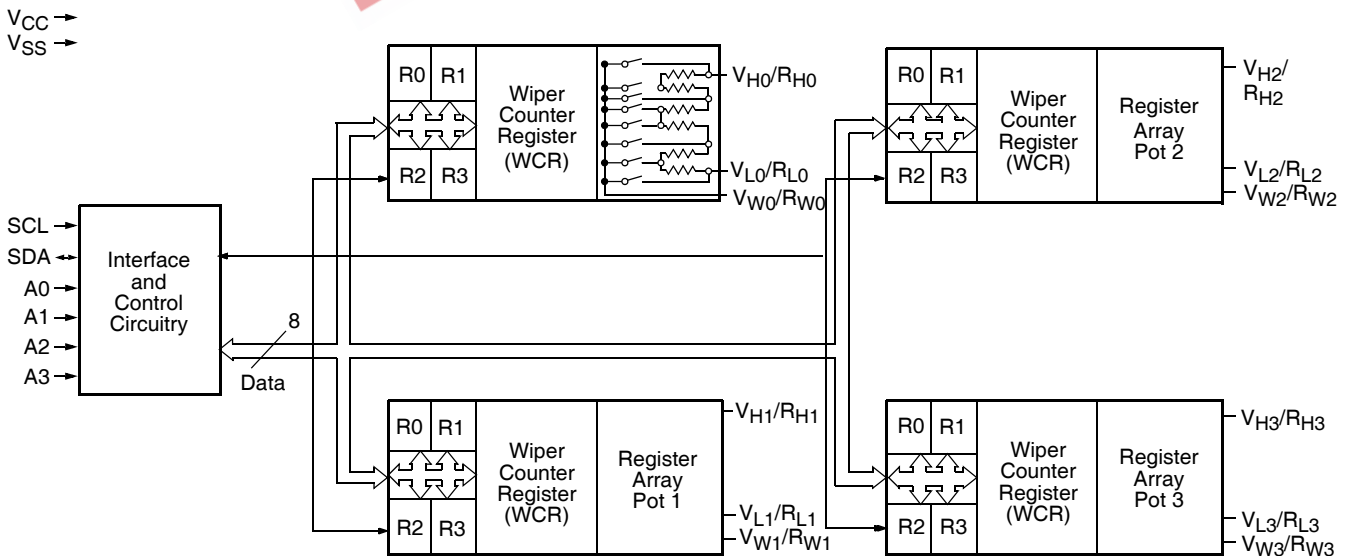 VCC
VSS
R0 R1
Wiper
Counter
Register
(WCR)
R2 R3
VH0/RH0
VL0/RL0
VW0/RW0
R0 R1
Wiper
Counter
Register
(WCR)
R2 R3
Register
Array
Pot 2
VH2/
RH2
VL2/RL2
VW2/RW2
SCL
SDA
A0
A1
A2
A3
Interface
and
Control
Circuitry
8
Data
R0 R1
Wiper
Counter
Register
(WCR)
R2 R3
Register
Array
Pot 1
VH1/RH1
VL1/RL1
VW1/RW1
R0 R1
Wiper
Counter
Register
(WCR)
R2 R3
Register
Array
Pot 3
VH3/RH3
VL3/RL3
VW3/RW3